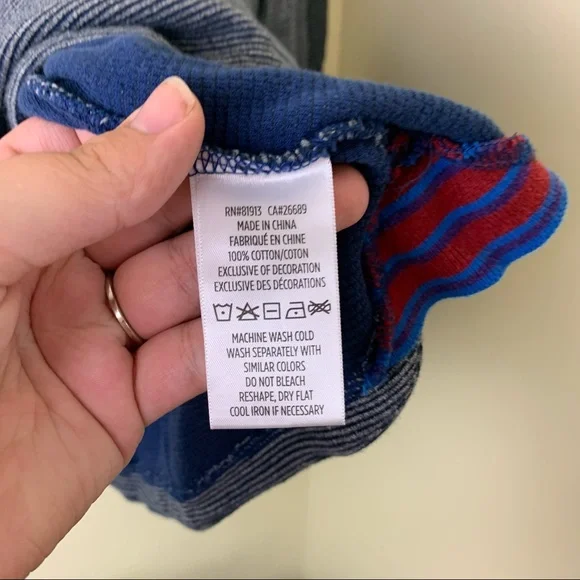 RN#81913 CA#26689
MADE IN CHINA
FABRIQUÉ EN CHINE
100% COTTON/COTON
EXCLUSIVE OF DECORATION
EXCLUSIVE DES DÉCORATIONS
MACHINE WASH COLD
WASH SEPARATELY WITH
SIMILAR COLORS
DO NOT BLEACH
RESHAPE, DRY FLAT
COOL IRON IF NECESSARY